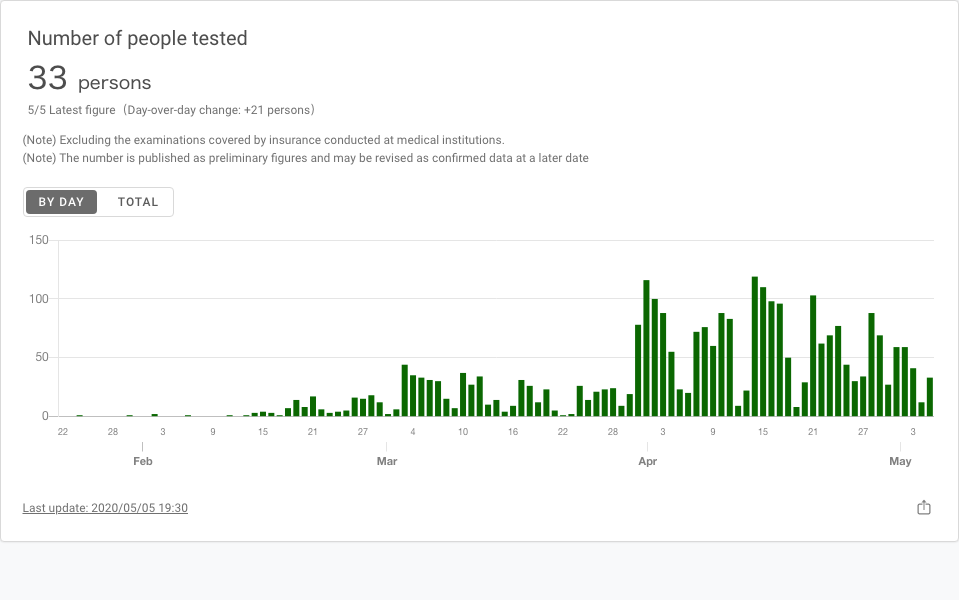 Number of people tested
33 persons
5/5 Latest figure（Day-over-day change: +21 persons）
(Note) Excluding the examinations covered by insurance conducted at medical institutions.
(Note) The number is published as preliminary figures and may be revised as confirmed data at a later date
BY DAY TOTAL
150
100
50
0
22 28 3 9 15 21 27 4 10 16 22 28 3 9 15 21 27 3
Feb Mar Apr May
Last update: 2020/05/05 19:30